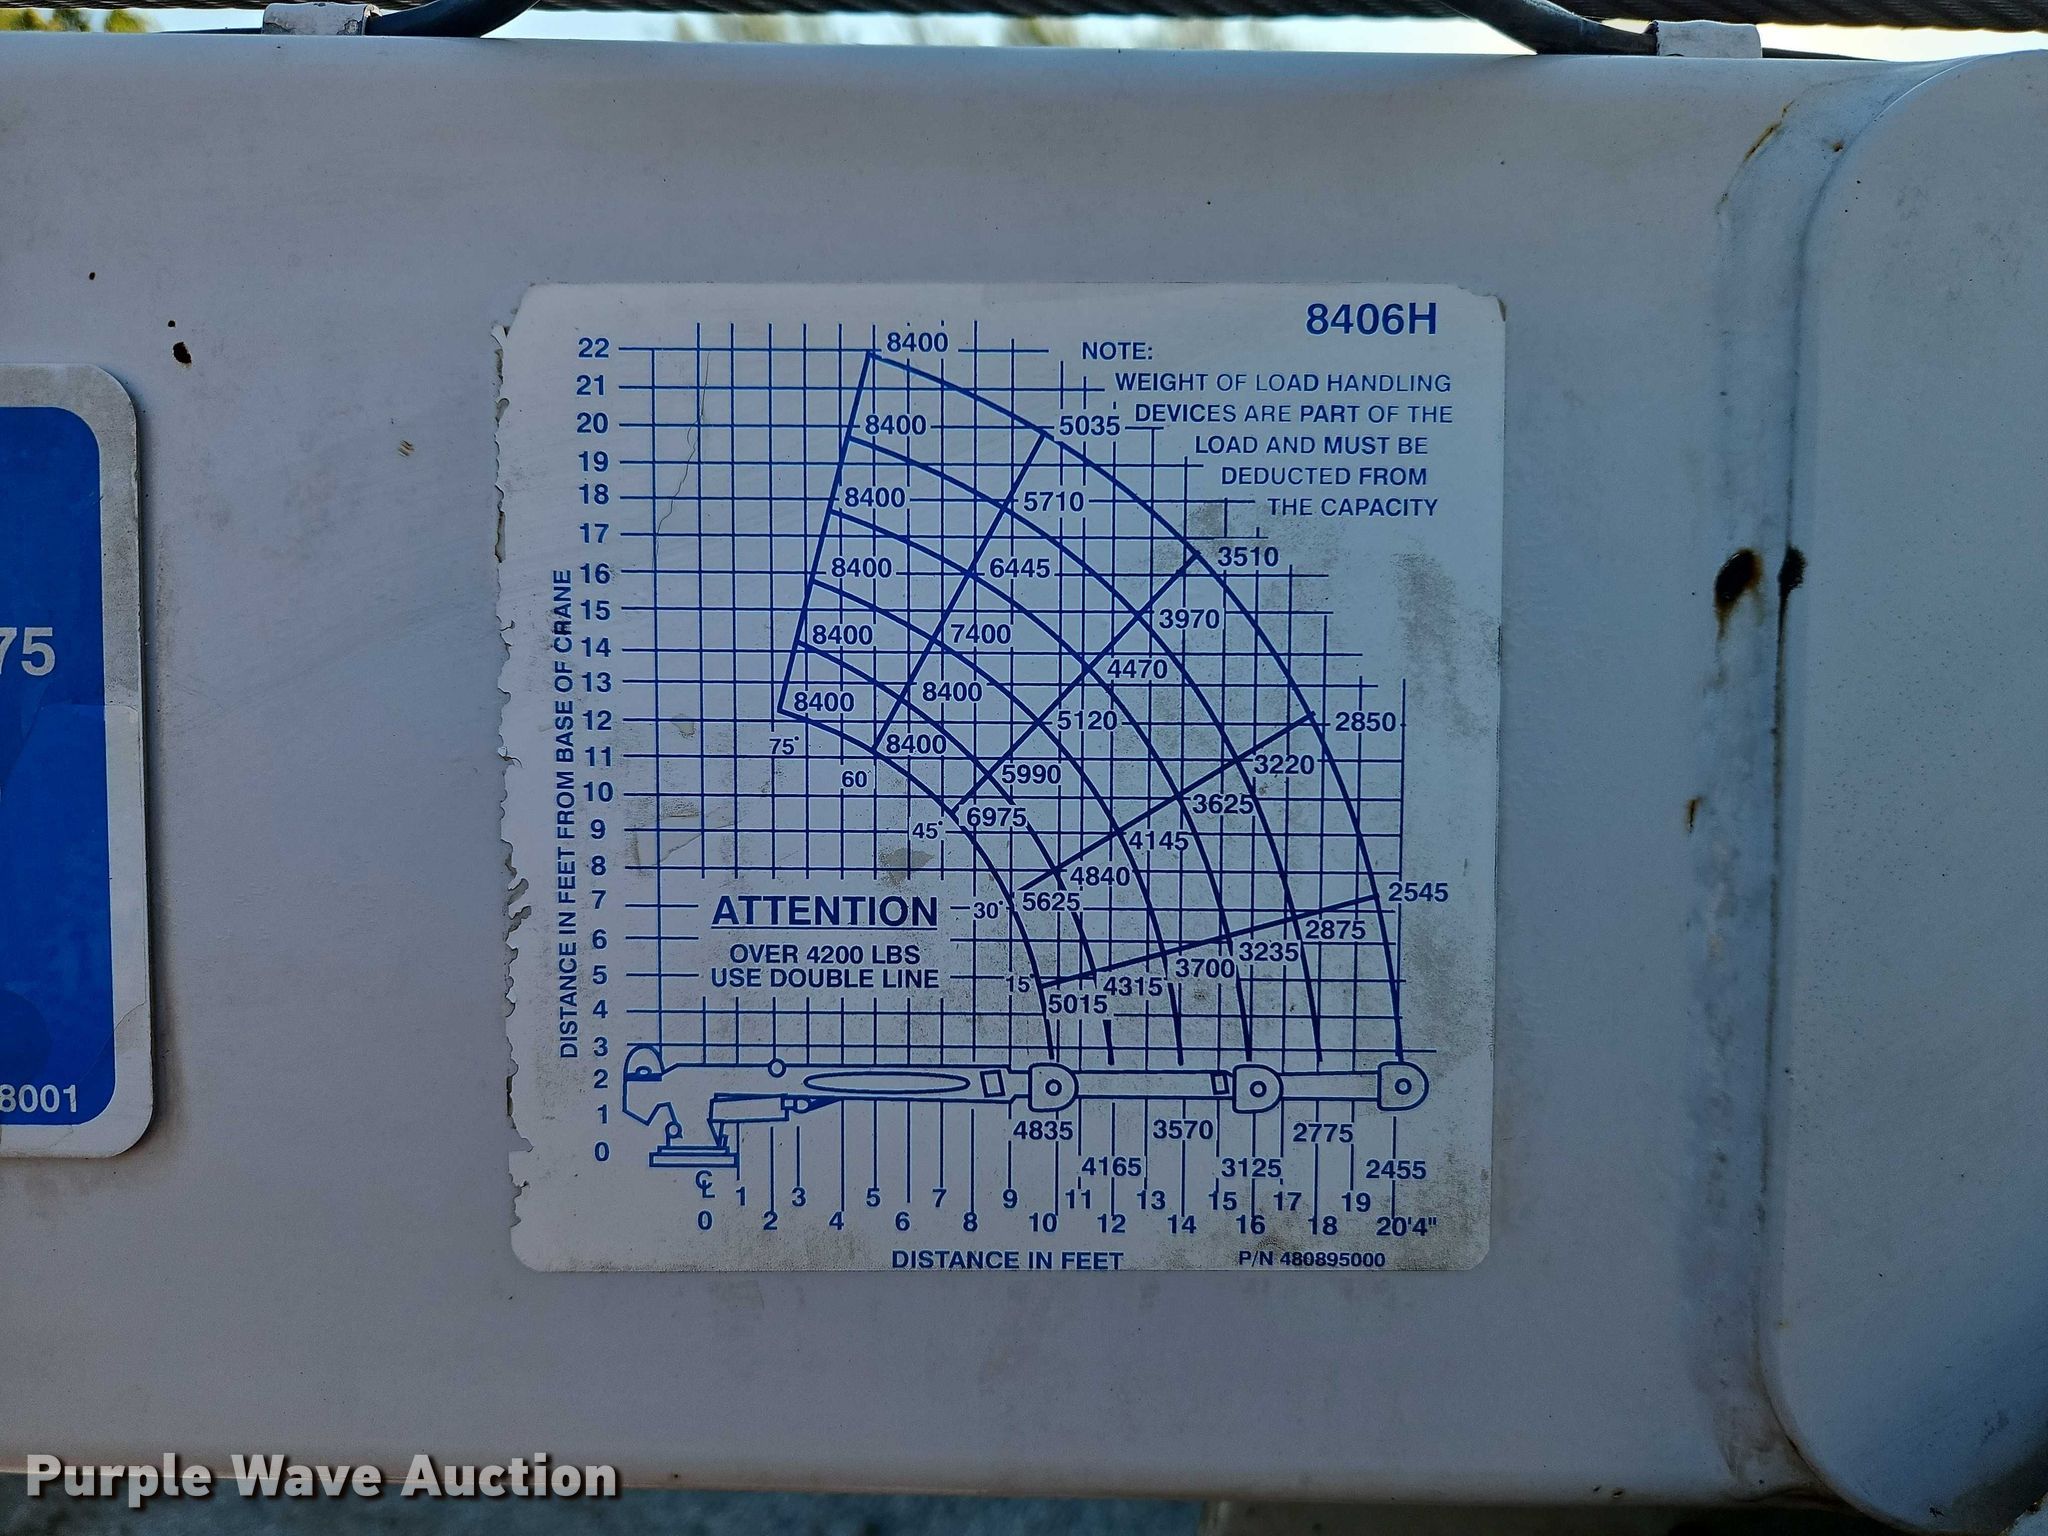 8406H
NOTE:
WEIGHT OF LOAD HANDLING
DEVICES ARE PART OF THE
LOAD AND MUST BE
DEDUCTED FROM
THE CAPACITY
22 8400
21
20 8400 5035
19
18 8400 5710
17
16 8400 6445 3510
15 3970
14 8400 7400 4470
13 8400 8400
12 5120 2850
75° 8400
11 3220
60° 5990
10 3625
9 45° 6975 4145
8 4840
7 30° 5625 2545
6 2875
5 15° 4315 3700 3235
4 5015
3
2
1
0
DISTANCE IN FEET FROM BASE OF CRANE
ATTENTION
OVER 4200 LBS
USE DOUBLE LINE
4835 3570 2775
4165 3125 2455
℄ 1 3 5 7 9 11 13 15 17 19
0 2 4 6 8 10 12 14 16 18 20'4"
DISTANCE IN FEET
P/N 480895000
75
8001
Purple Wave Auction